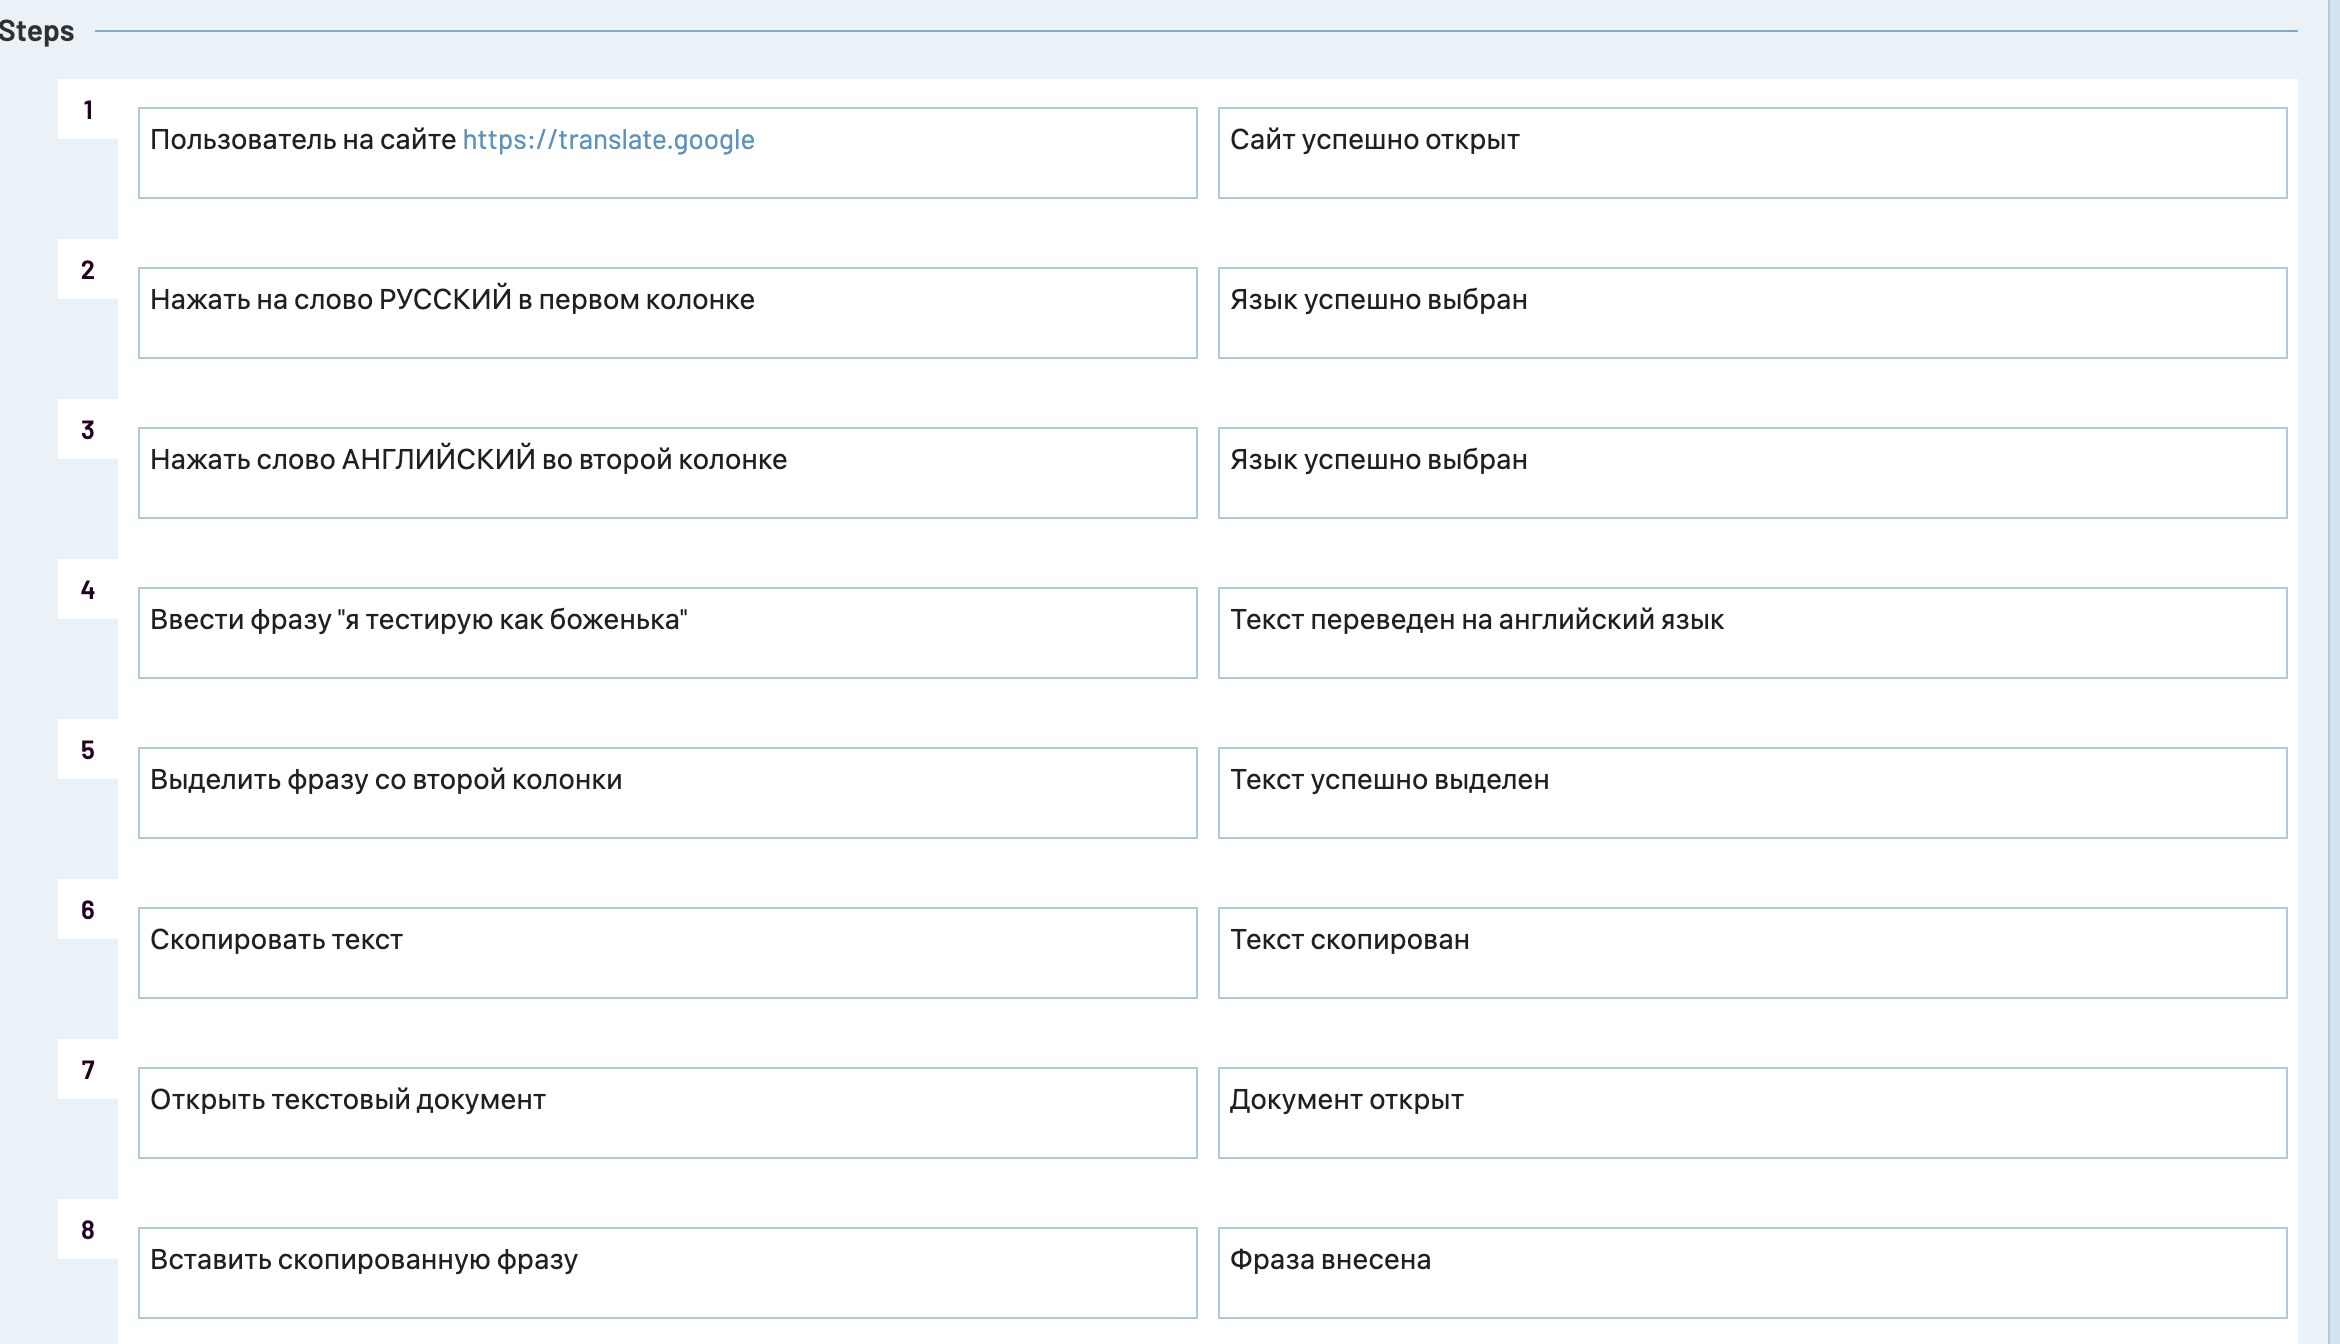 Steps
1
Пользователь на сайте https://translate.google
Сайт успешно открыт
2
Нажать на слово РУССКИЙ в первом колонке
Язык успешно выбран
3
Нажать слово АНГЛИЙСКИЙ во второй колонке
Язык успешно выбран
4
Ввести фразу "я тестирую как боженька"
Текст переведен на английский язык
5
Выделить фразу со второй колонки
Текст успешно выделен
6
Скопировать текст
Текст скопирован
7
Открыть текстовый документ
Документ открыт
8
Вставить скопированную фразу
Фраза внесена